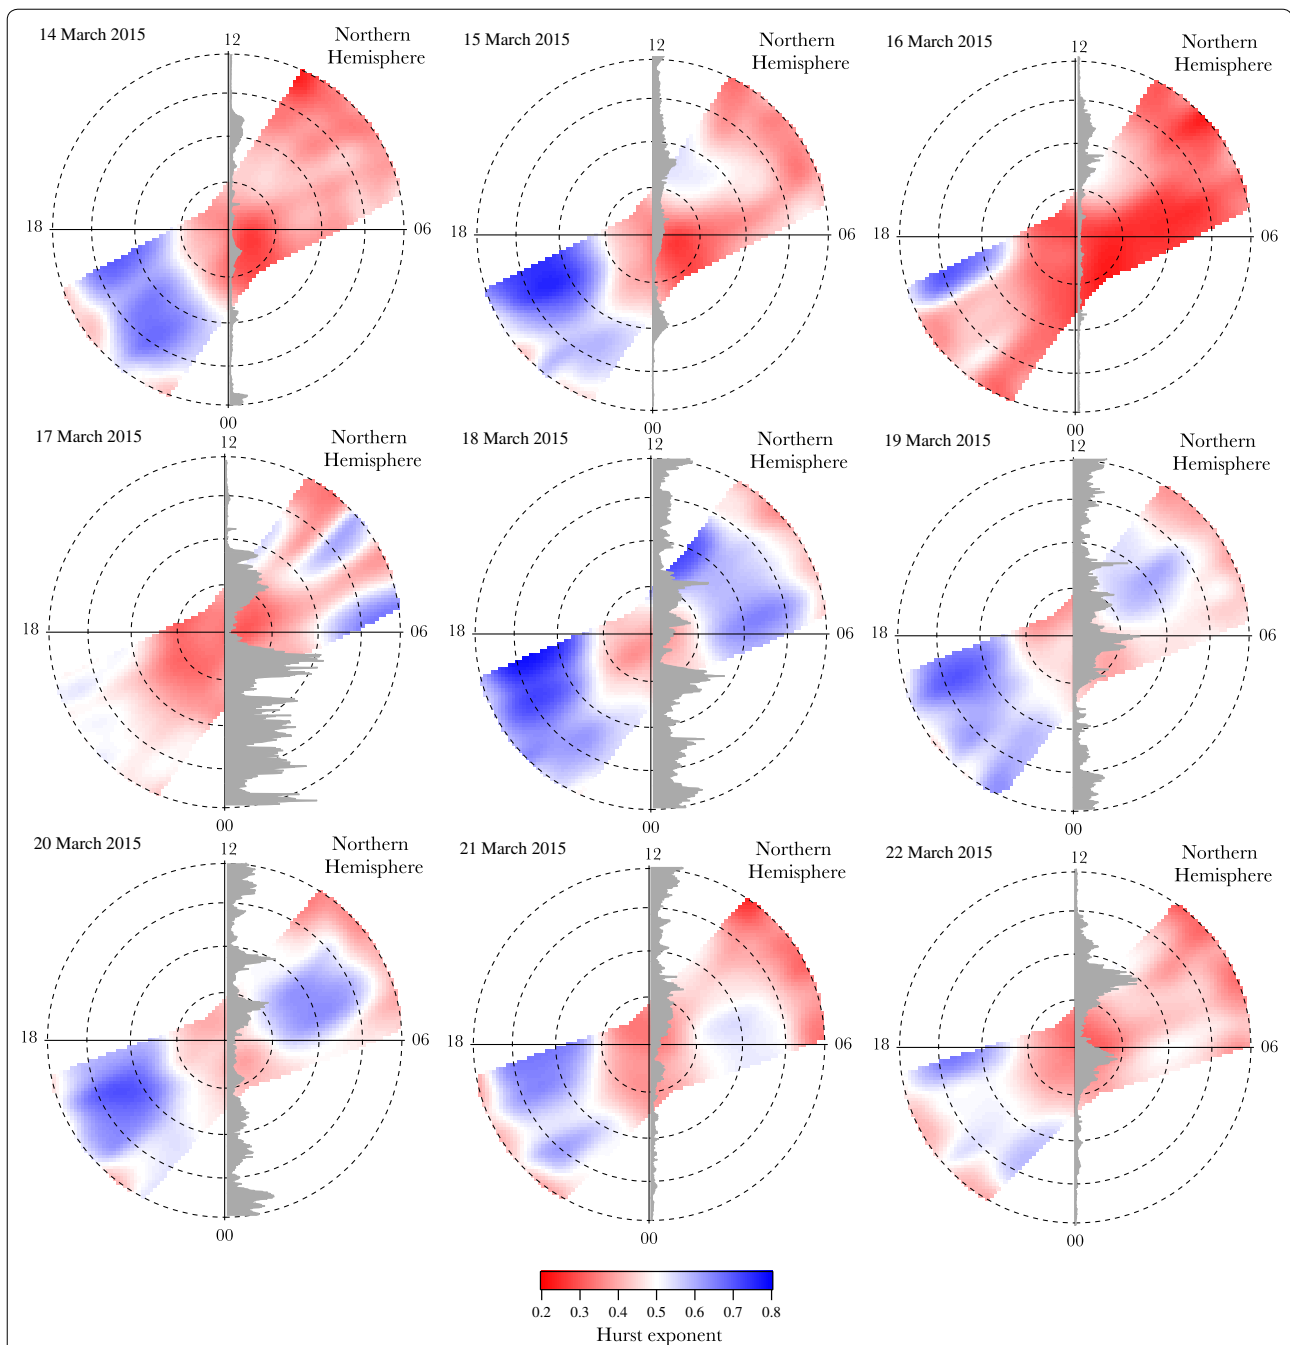 14 March 2015
12
Northern
Hemisphere
18
06
00
15 March 2015
12
Northern
Hemisphere
18
06
00
16 March 2015
12
Northern
Hemisphere
18
06
00
17 March 2015
12
Northern
Hemisphere
18
06
00
18 March 2015
12
Northern
Hemisphere
18
06
00
19 March 2015
12
Northern
Hemisphere
18
06
00
20 March 2015
12
Northern
Hemisphere
18
06
00
21 March 2015
12
Northern
Hemisphere
18
06
00
22 March 2015
12
Northern
Hemisphere
18
06
00
0.2 0.3 0.4 0.5 0.6 0.7 0.8
Hurst exponent